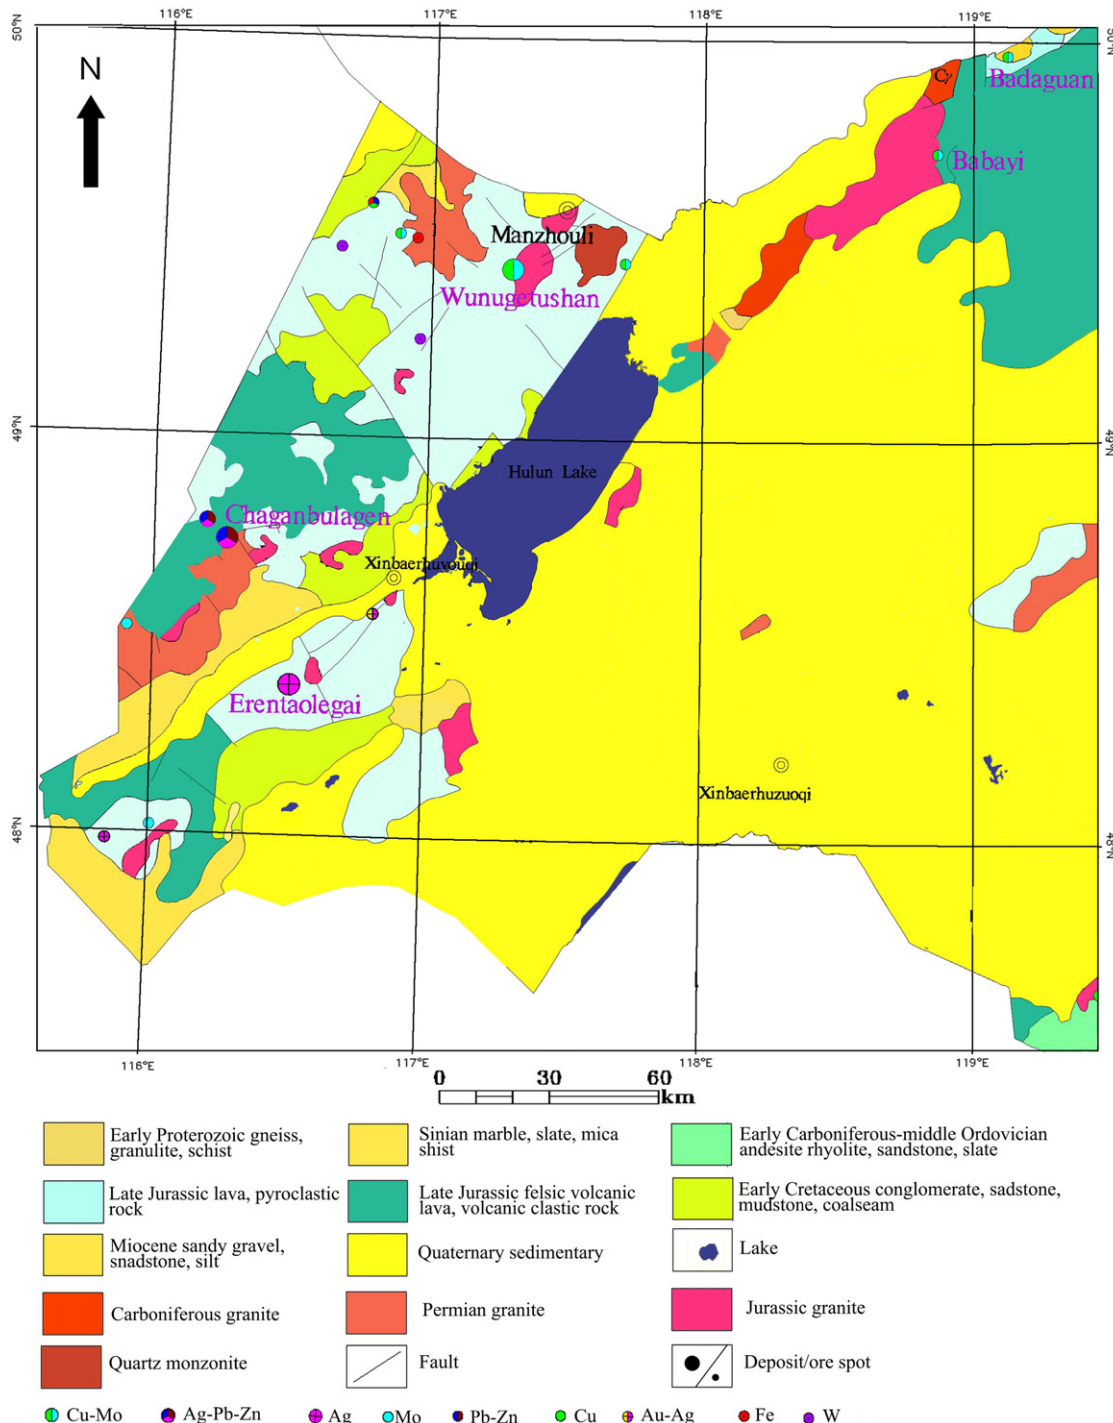 116°E 117°E 118°E 119°E
50°N 50°N
N
Cγ
Badaguan
Babayi
Manzhouli
Wunugetushan
49°N 49°N
Hulun Lake
Chaganbulagen
Xinbaerhuyouqi
Erentaolegai
Xinbaerhuzuoqi
48°N 48°N
116°E 117°E 118°E 119°E
0 30 60
km
Early Proterozoic gneiss,
granulite, schist
Sinian marble, slate, mica
shist
Early Carboniferous-middle Ordovician
andesite rhyolite, sandstone, slate
Late Jurassic lava, pyroclastic
rock
Late Jurassic felsic volcanic
lava, volcanic clastic rock
Early Cretaceous conglomerate, sadstone,
mudstone, coalseam
Miocene sandy gravel,
snadstone, silt
Quaternary sedimentary
Lake
Carboniferous granite
Permian granite
Jurassic granite
Quartz monzonite
Fault
Deposit/ore spot
Cu-Mo Ag-Pb-Zn Ag Mo Pb-Zn Cu Au-Ag Fe W